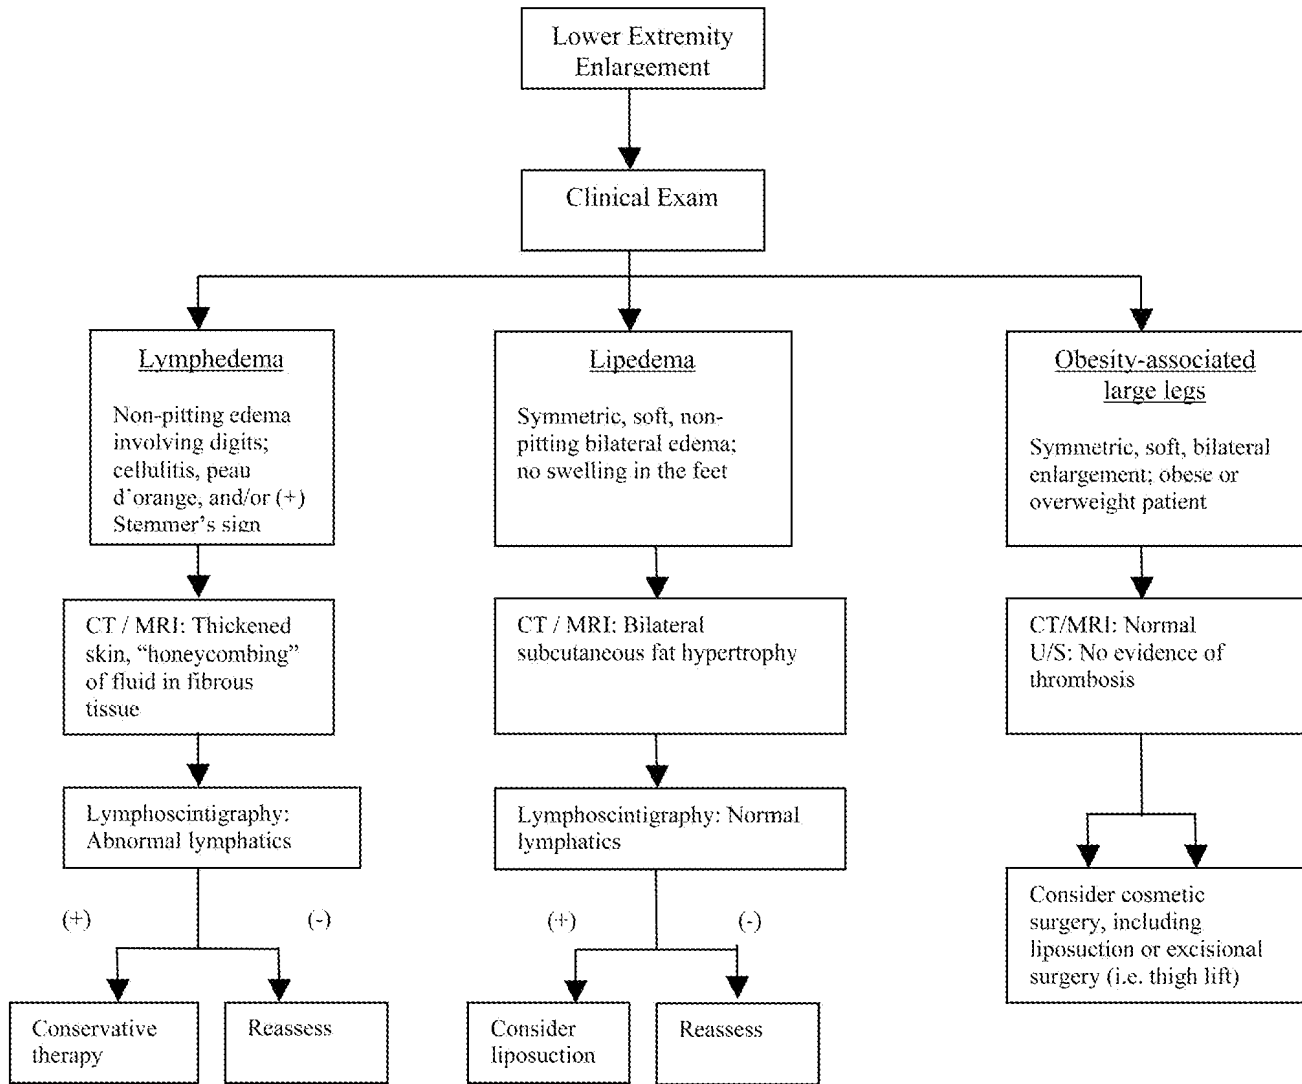 Lower Extremity
Enlargement
Clinical Exam
Lymphedema
Non-pitting edema
involving digits;
cellulitis, peau
d'orange, and/or (+)
Stemmer's sign
Lipedema
Symmetric, soft, non-
pitting bilateral edema;
no swelling in the feet
Obesity-associated
large legs
Symmetric, soft, bilateral
enlargement; obese or
overweight patient
CT / MRI: Thickened
skin, “honeycombing”
of fluid in fibrous
tissue
CT / MRI: Bilateral
subcutaneous fat hypertrophy
CT/MRI: Normal
U/S: No evidence of
thrombosis
Lymphoscintigraphy:
Abnormal lymphatics
Lymphoscintigraphy: Normal
lymphatics
Consider cosmetic
surgery, including
liposuction or excisional
surgery (i.e. thigh lift)
(+)
(-)
(+)
(-)
Conservative
therapy
Reassess
Consider
liposuction
Reassess